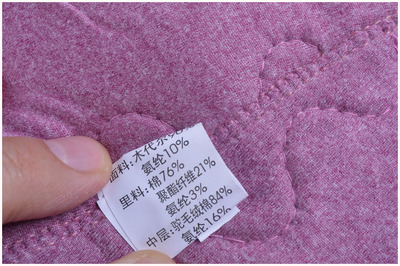 面料:木代尔
氨纶10%
里料:棉76%
聚酯纤维21%
氨纶3%
中层:驼毛绒棉84%
氨纶16%